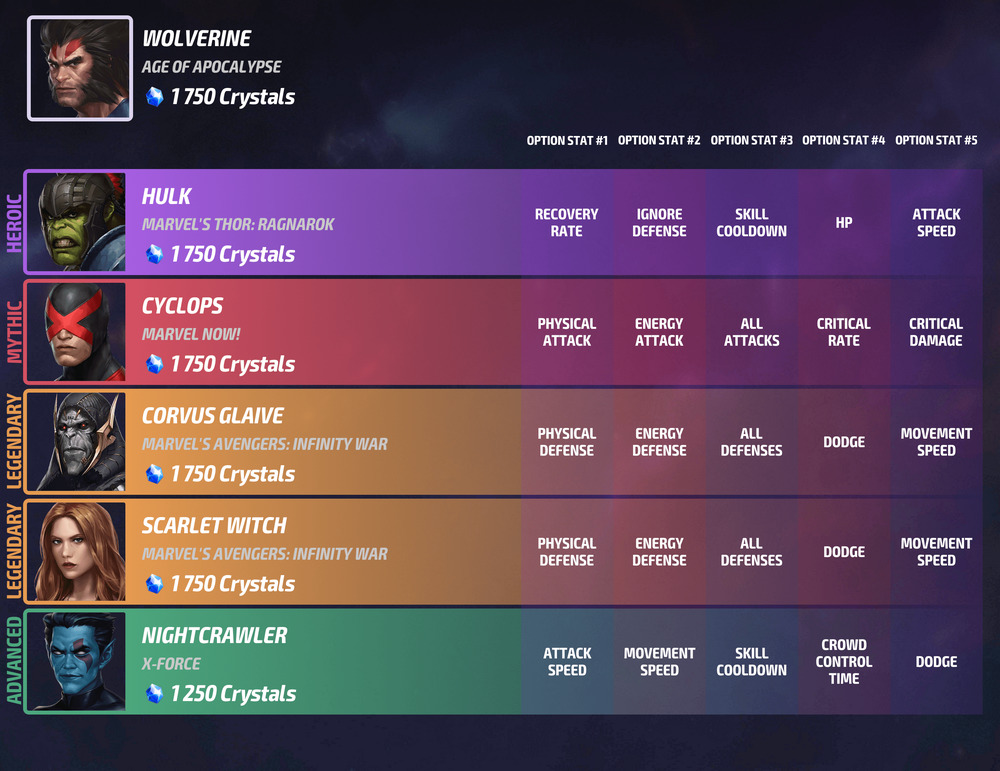 WOLVERINE
AGE OF APOCALYPSE
1 750 Crystals
OPTION STAT #1 OPTION STAT #2 OPTION STAT #3 OPTION STAT #4 OPTION STAT #5
HEROIC
HULK
MARVEL'S THOR: RAGNAROK
1 750 Crystals
RECOVERY
RATE
IGNORE
DEFENSE
SKILL
COOLDOWN
HP
ATTACK
SPEED
MYTHIC
CYCLOPS
MARVEL NOW!
1 750 Crystals
PHYSICAL
ATTACK
ENERGY
ATTACK
ALL
ATTACKS
CRITICAL
RATE
CRITICAL
DAMAGE
LEGENDARY
CORVUS GLAIVE
MARVEL'S AVENGERS: INFINITY WAR
1 750 Crystals
PHYSICAL
DEFENSE
ENERGY
DEFENSE
ALL
DEFENSES
DODGE
MOVEMENT
SPEED
LEGENDARY
SCARLET WITCH
MARVEL'S AVENGERS: INFINITY WAR
1 750 Crystals
PHYSICAL
DEFENSE
ENERGY
DEFENSE
ALL
DEFENSES
DODGE
MOVEMENT
SPEED
ADVANCED
NIGHTCRAWLER
X-FORCE
1 250 Crystals
ATTACK
SPEED
MOVEMENT
SPEED
SKILL
COOLDOWN
CROWD
CONTROL
TIME
DODGE